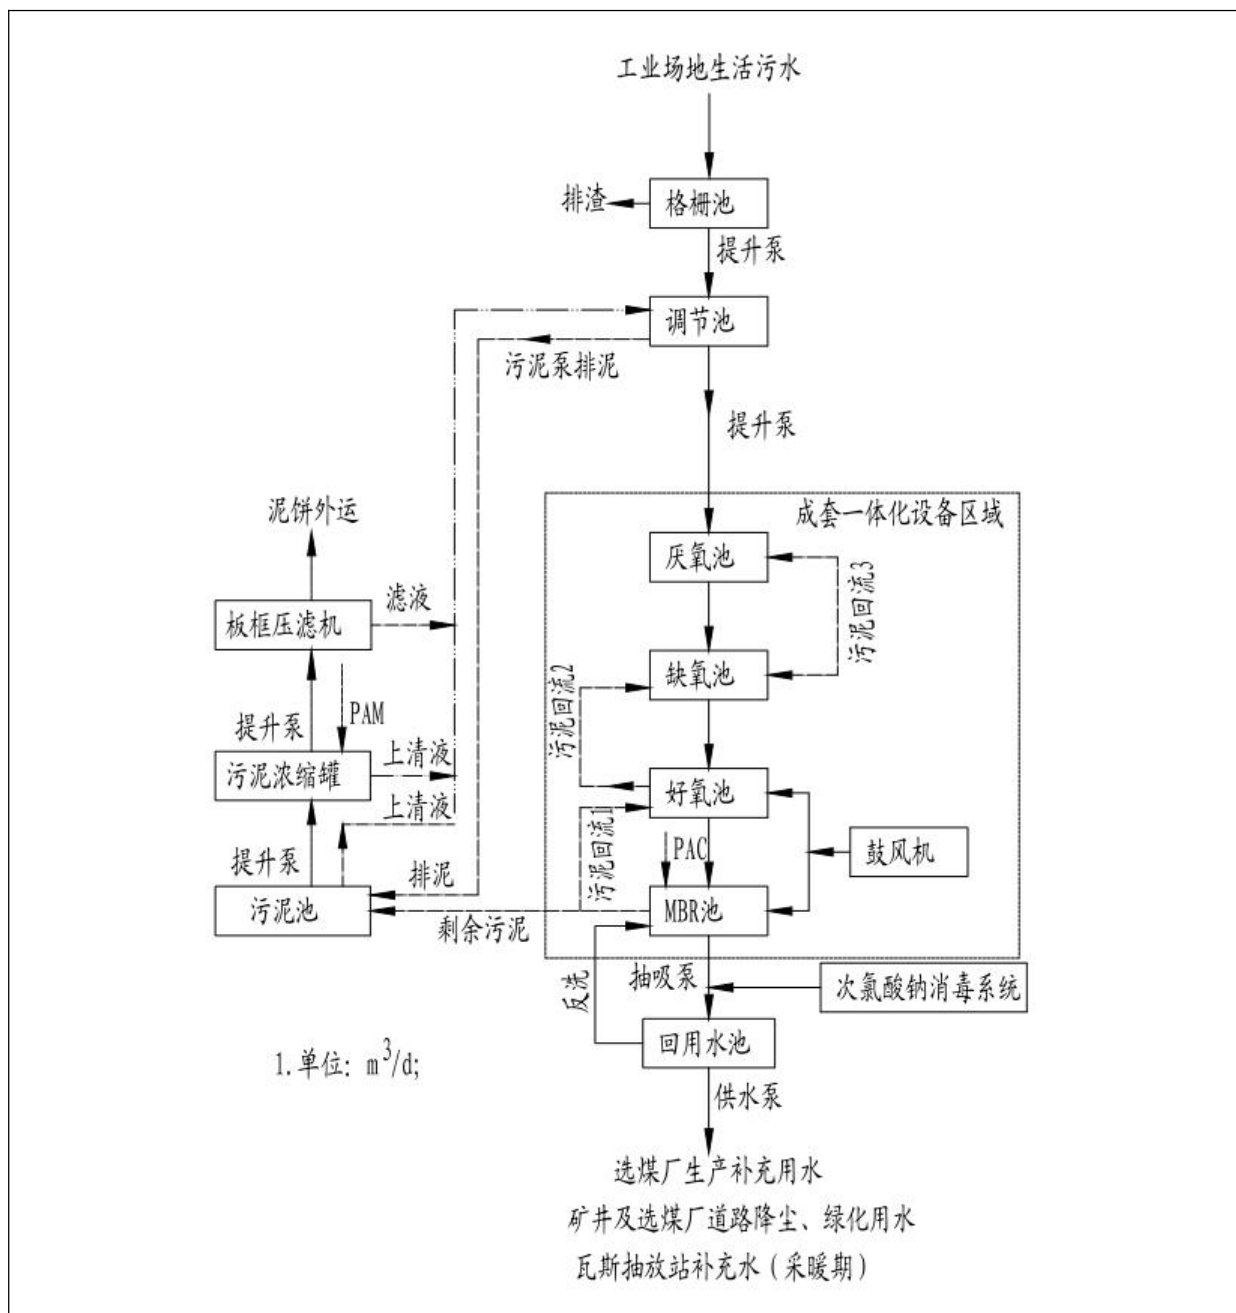 工业场地生活污水
排渣
格栅池
提升泵
调节池
污泥泵排泥
提升泵
泥饼外运
成套一体化设备区域
厌氧池
污泥回流3
板框压滤机
滤液
缺氧池
污泥回流2
提升泵
PAM
上清液
污泥浓缩罐
上清液
好氧池
污泥回流1
PAC
鼓风机
提升泵
排泥
污泥池
MBR池
剩余污泥
反洗
抽吸泵
次氯酸钠消毒系统
回用水池
1.单位：m³/d;
供水泵
选煤厂生产补充用水
矿井及选煤厂道路降尘、绿化用水
瓦斯抽放站补充水（采暖期）